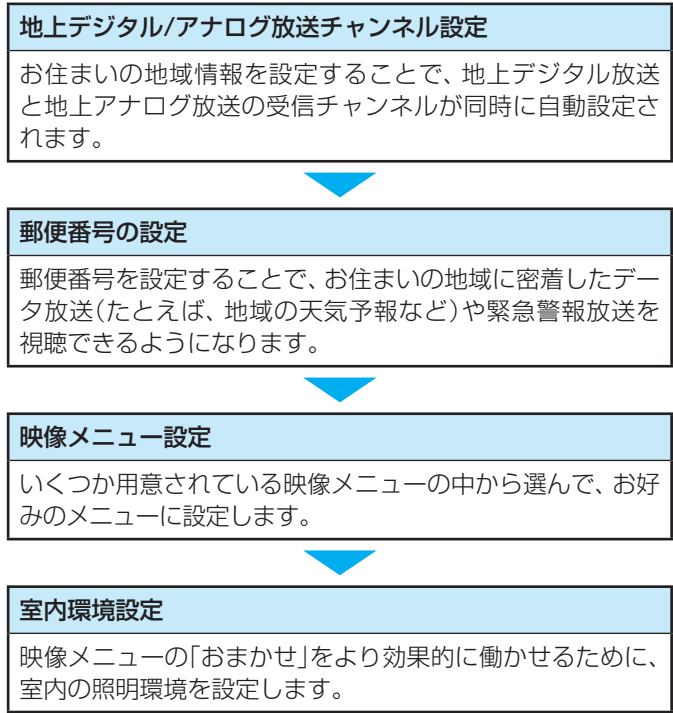 地上デジタル/アナログ放送チャンネル設定
お住まいの地域情報を設定することで、地上デジタル放送
と地上アナログ放送の受信チャンネルが同時に自動設定さ
れます。
郵便番号の設定
郵便番号を設定することで、お住まいの地域に密着したデー
タ放送(たとえば、地域の天気予報など)や緊急警報放送を
視聴できるようになります。
映像メニュー設定
いくつか用意されている映像メニューの中から選んで、お好
みのメニューに設定します。
室内環境設定
映像メニューの「おまかせ」をより効果的に働かせるために、
室内の照明環境を設定します。